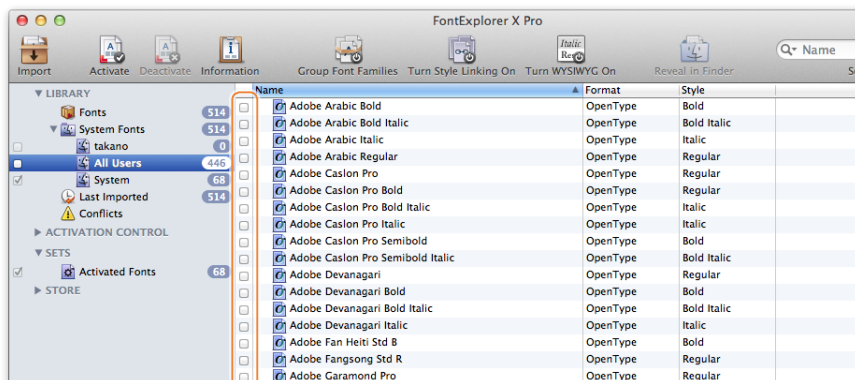 FontExplorer X Pro
Import Activate Deactivate Information Group Font Families Turn Style Linking On Turn WYSIWYG On Reveal in Finder
Italic
Name
LIBRARY
Fonts 514
System Fonts 514
takano 0
All Users 446
System 68
Last Imported 514
Conflicts
ACTIVATION CONTROL
SETS
Activated Fonts 68
STORE
Name Format Style
Adobe Arabic Bold OpenType Bold
Adobe Arabic Bold Italic OpenType Bold Italic
Adobe Arabic Italic OpenType Italic
Adobe Arabic Regular OpenType Regular
Adobe Caslon Pro OpenType Regular
Adobe Caslon Pro Bold OpenType Regular
Adobe Caslon Pro Bold Italic OpenType Italic
Adobe Caslon Pro Italic OpenType Italic
Adobe Caslon Pro Semibold OpenType Bold
Adobe Caslon Pro Semibold Italic OpenType Bold Italic
Adobe Devanagari OpenType Regular
Adobe Devanagari Bold OpenType Bold
Adobe Devanagari Bold Italic OpenType Bold Italic
Adobe Devanagari Italic OpenType Italic
Adobe Fan Heiti Std B OpenType Bold
Adobe Fangsong Std R OpenType Regular
Adobe Garamond Pro OpenType Regular